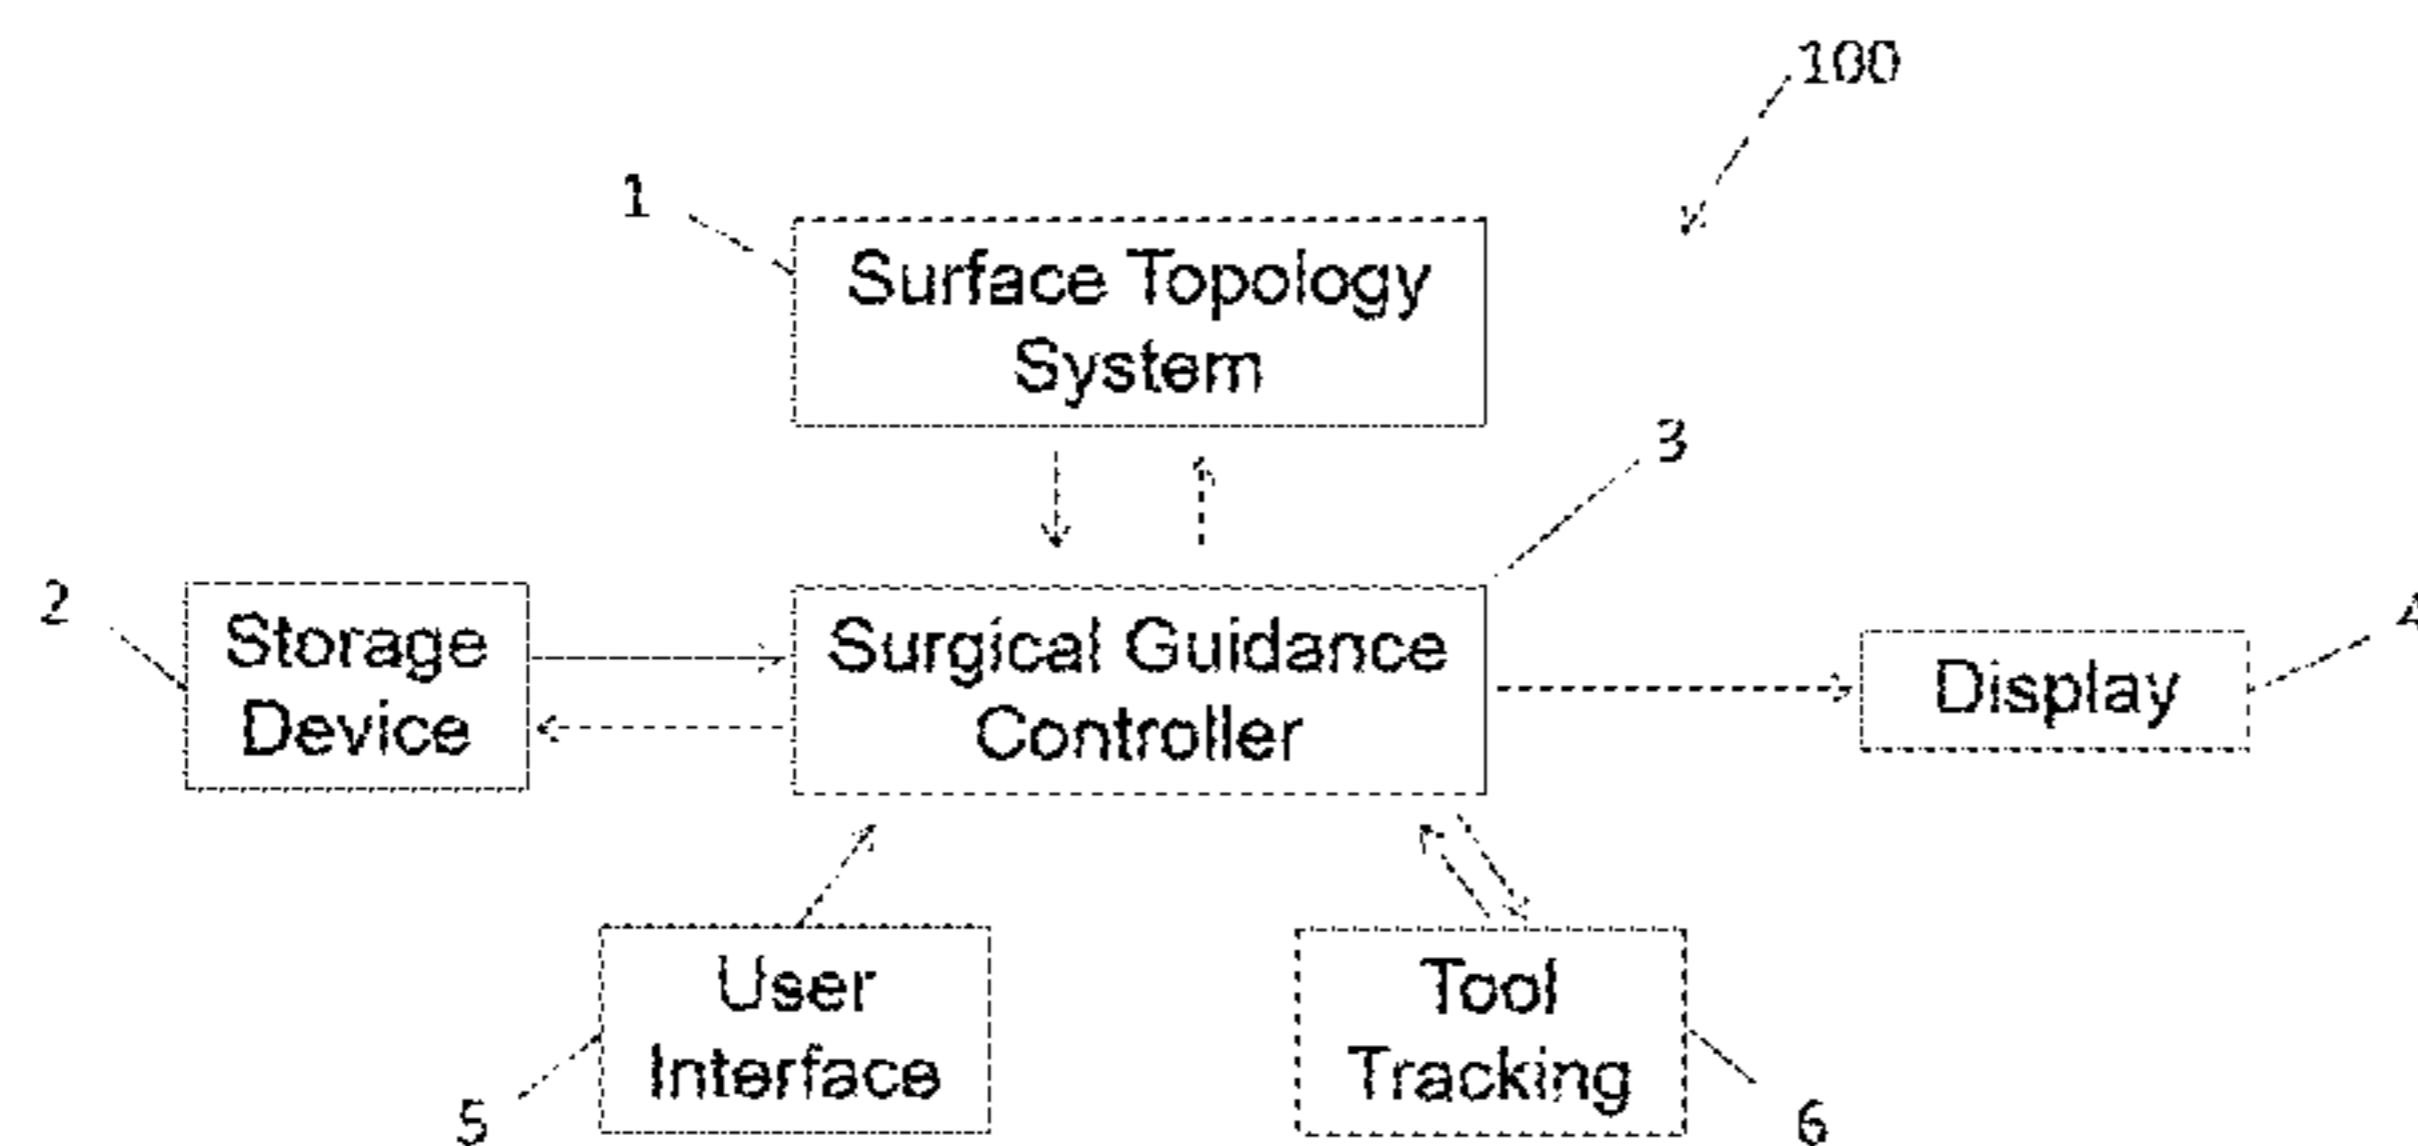 100
1
Surface Topology
System
3
2
Storage
Device
Surgical Guidance
Controller
4
Display
User
Interface
5
Tool
Tracking
6